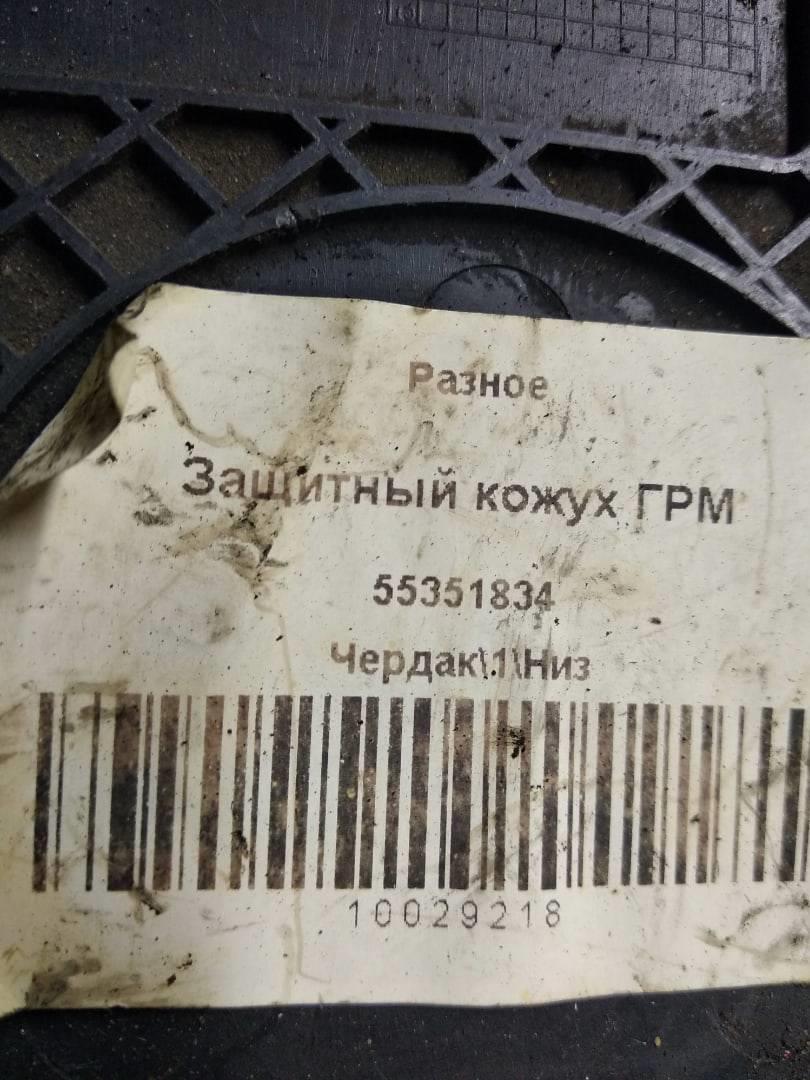 Разное
Защитный кожух ГРМ
55351834
Чердак\1\Низ
10029218